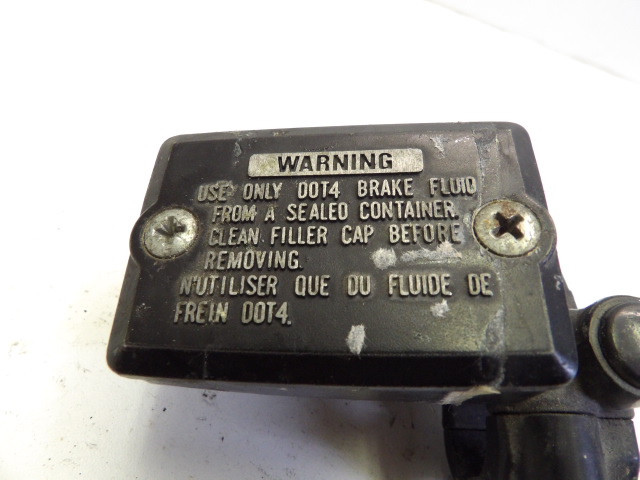 WARNING
USE ONLY DOT4 BRAKE FLUID
FROM A SEALED CONTAINER.
CLEAN FILLER CAP BEFORE
REMOVING.
N'UTILISER QUE DU FLUIDE DE
FREIN DOT4.